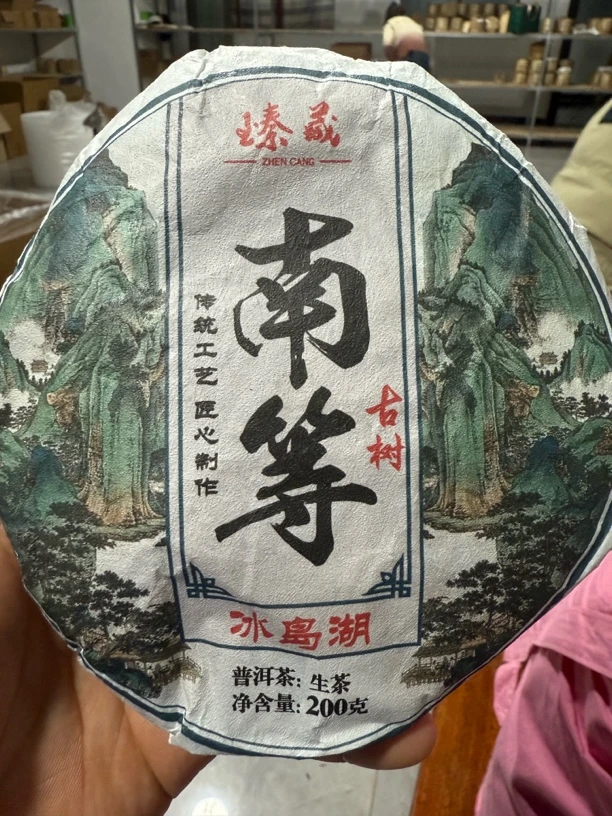 臻藏
ZHEN CANG
南等
古树
传统工艺 匠心制作
冰岛湖
普洱茶: 生茶
净含量: 200克